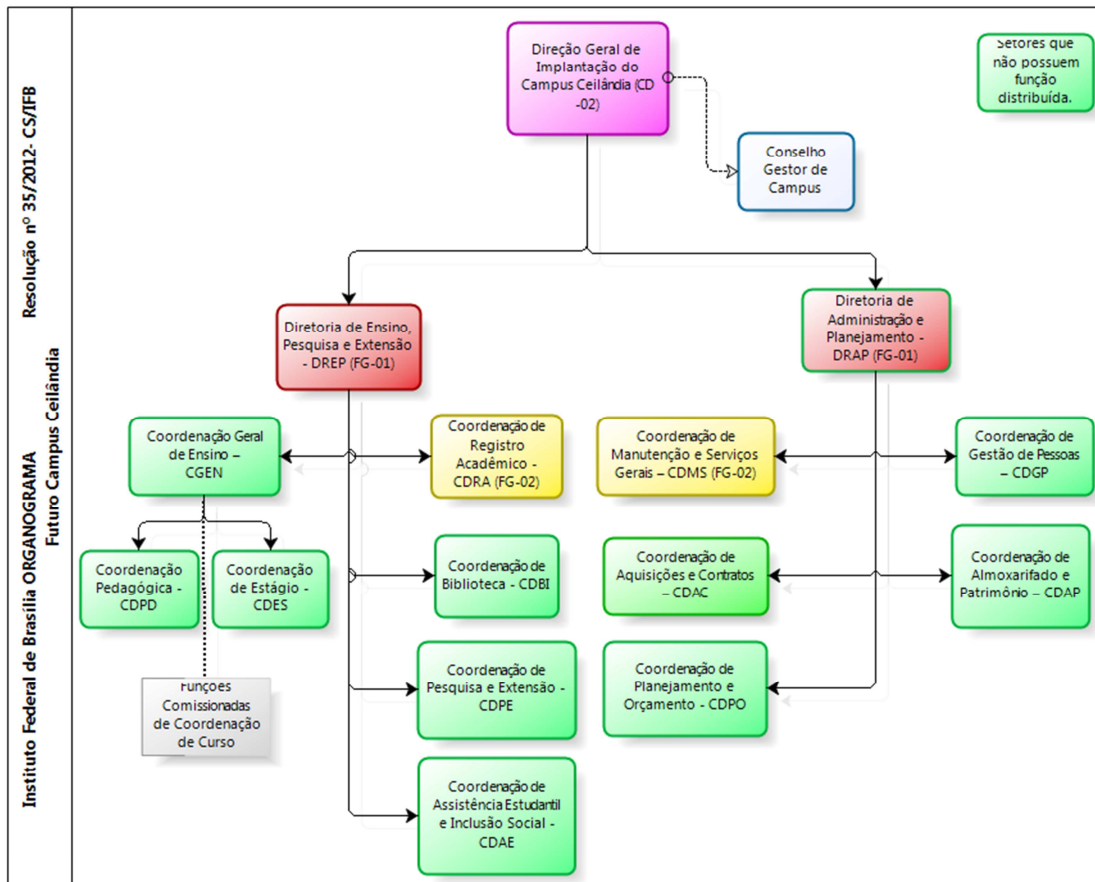 Resolução nº 35/2012- CS/IFB
Instituto Federal de Brasília ORGANOGRAMA
Futuro Campus Ceilândia
Direção Geral de
Implantação do
Campus Ceilândia (CD
-02)
Setores que
não possuem
função
distribuída.
Conselho
Gestor de
Campus
Diretoria de Ensino,
Pesquisa e Extensão
- DREP (FG-01)
Diretoria de
Administração e
Planejamento -
DRAP (FG-01)
Coordenação Geral
de Ensino –
CGEN
Coordenação de
Registro
Acadêmico -
CDRA (FG-02)
Coordenação de
Manutenção e Serviços
Gerais – CDMS (FG-02)
Coordenação de
Gestão de Pessoas
– CDGP
Coordenação
Pedagógica -
CDPD
Coordenação
de Estágio -
CDES
Coordenação de
Biblioteca - CDBI
Coordenação de
Aquisições e Contratos
– CDAC
Coordenação de
Almoxarifado e
Patrimônio – CDAP
Funções
Comissionadas
de Coordenação
de Curso
Coordenação de
Pesquisa e Extensão -
CDPE
Coordenação de
Planejamento e
Orçamento - CDPO
Coordenação de
Assistência Estudantil
e Inclusão Social -
CDAE